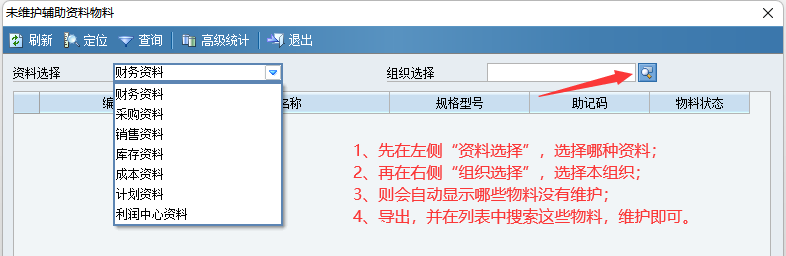 未维护辅助资料物料
刷新 定位 查询 高级统计 退出
资料选择 财务资料 组织选择
编 名称 规格型号 助记码 物料状态
财务资料
采购资料
销售资料
库存资料
成本资料
计划资料
利润中心资料
1、先在左侧“资料选择”，选择哪种资料；
2、再在右侧“组织选择”，选择本组织；
3、则会自动显示哪些物料没有维护；
4、导出，并在列表中搜索这些物料，维护即可。